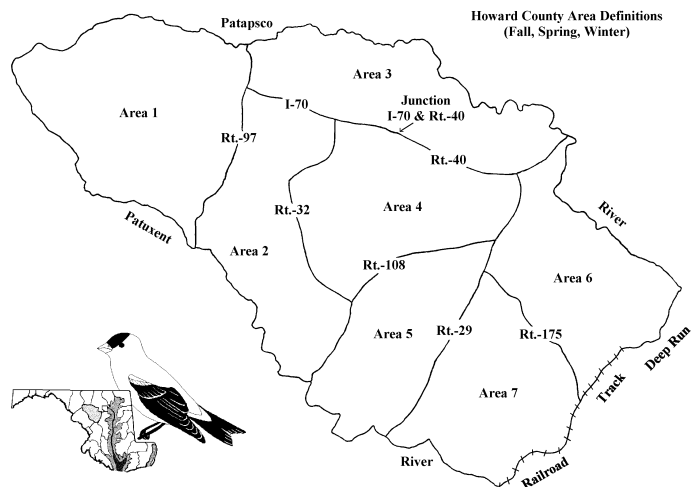 Howard County Area Definitions
(Fall, Spring, Winter)
Patapsco
Area 3
Area 1
I-70
Junction
I-70 & Rt.-40
Rt.-97
Rt.-40
Rt.-32
Area 4
River
Patuxent
Area 2
Rt.-108
Area 6
Area 5
Rt.-29
Rt.-175
Deep Run
Track
Area 7
River
Railroad